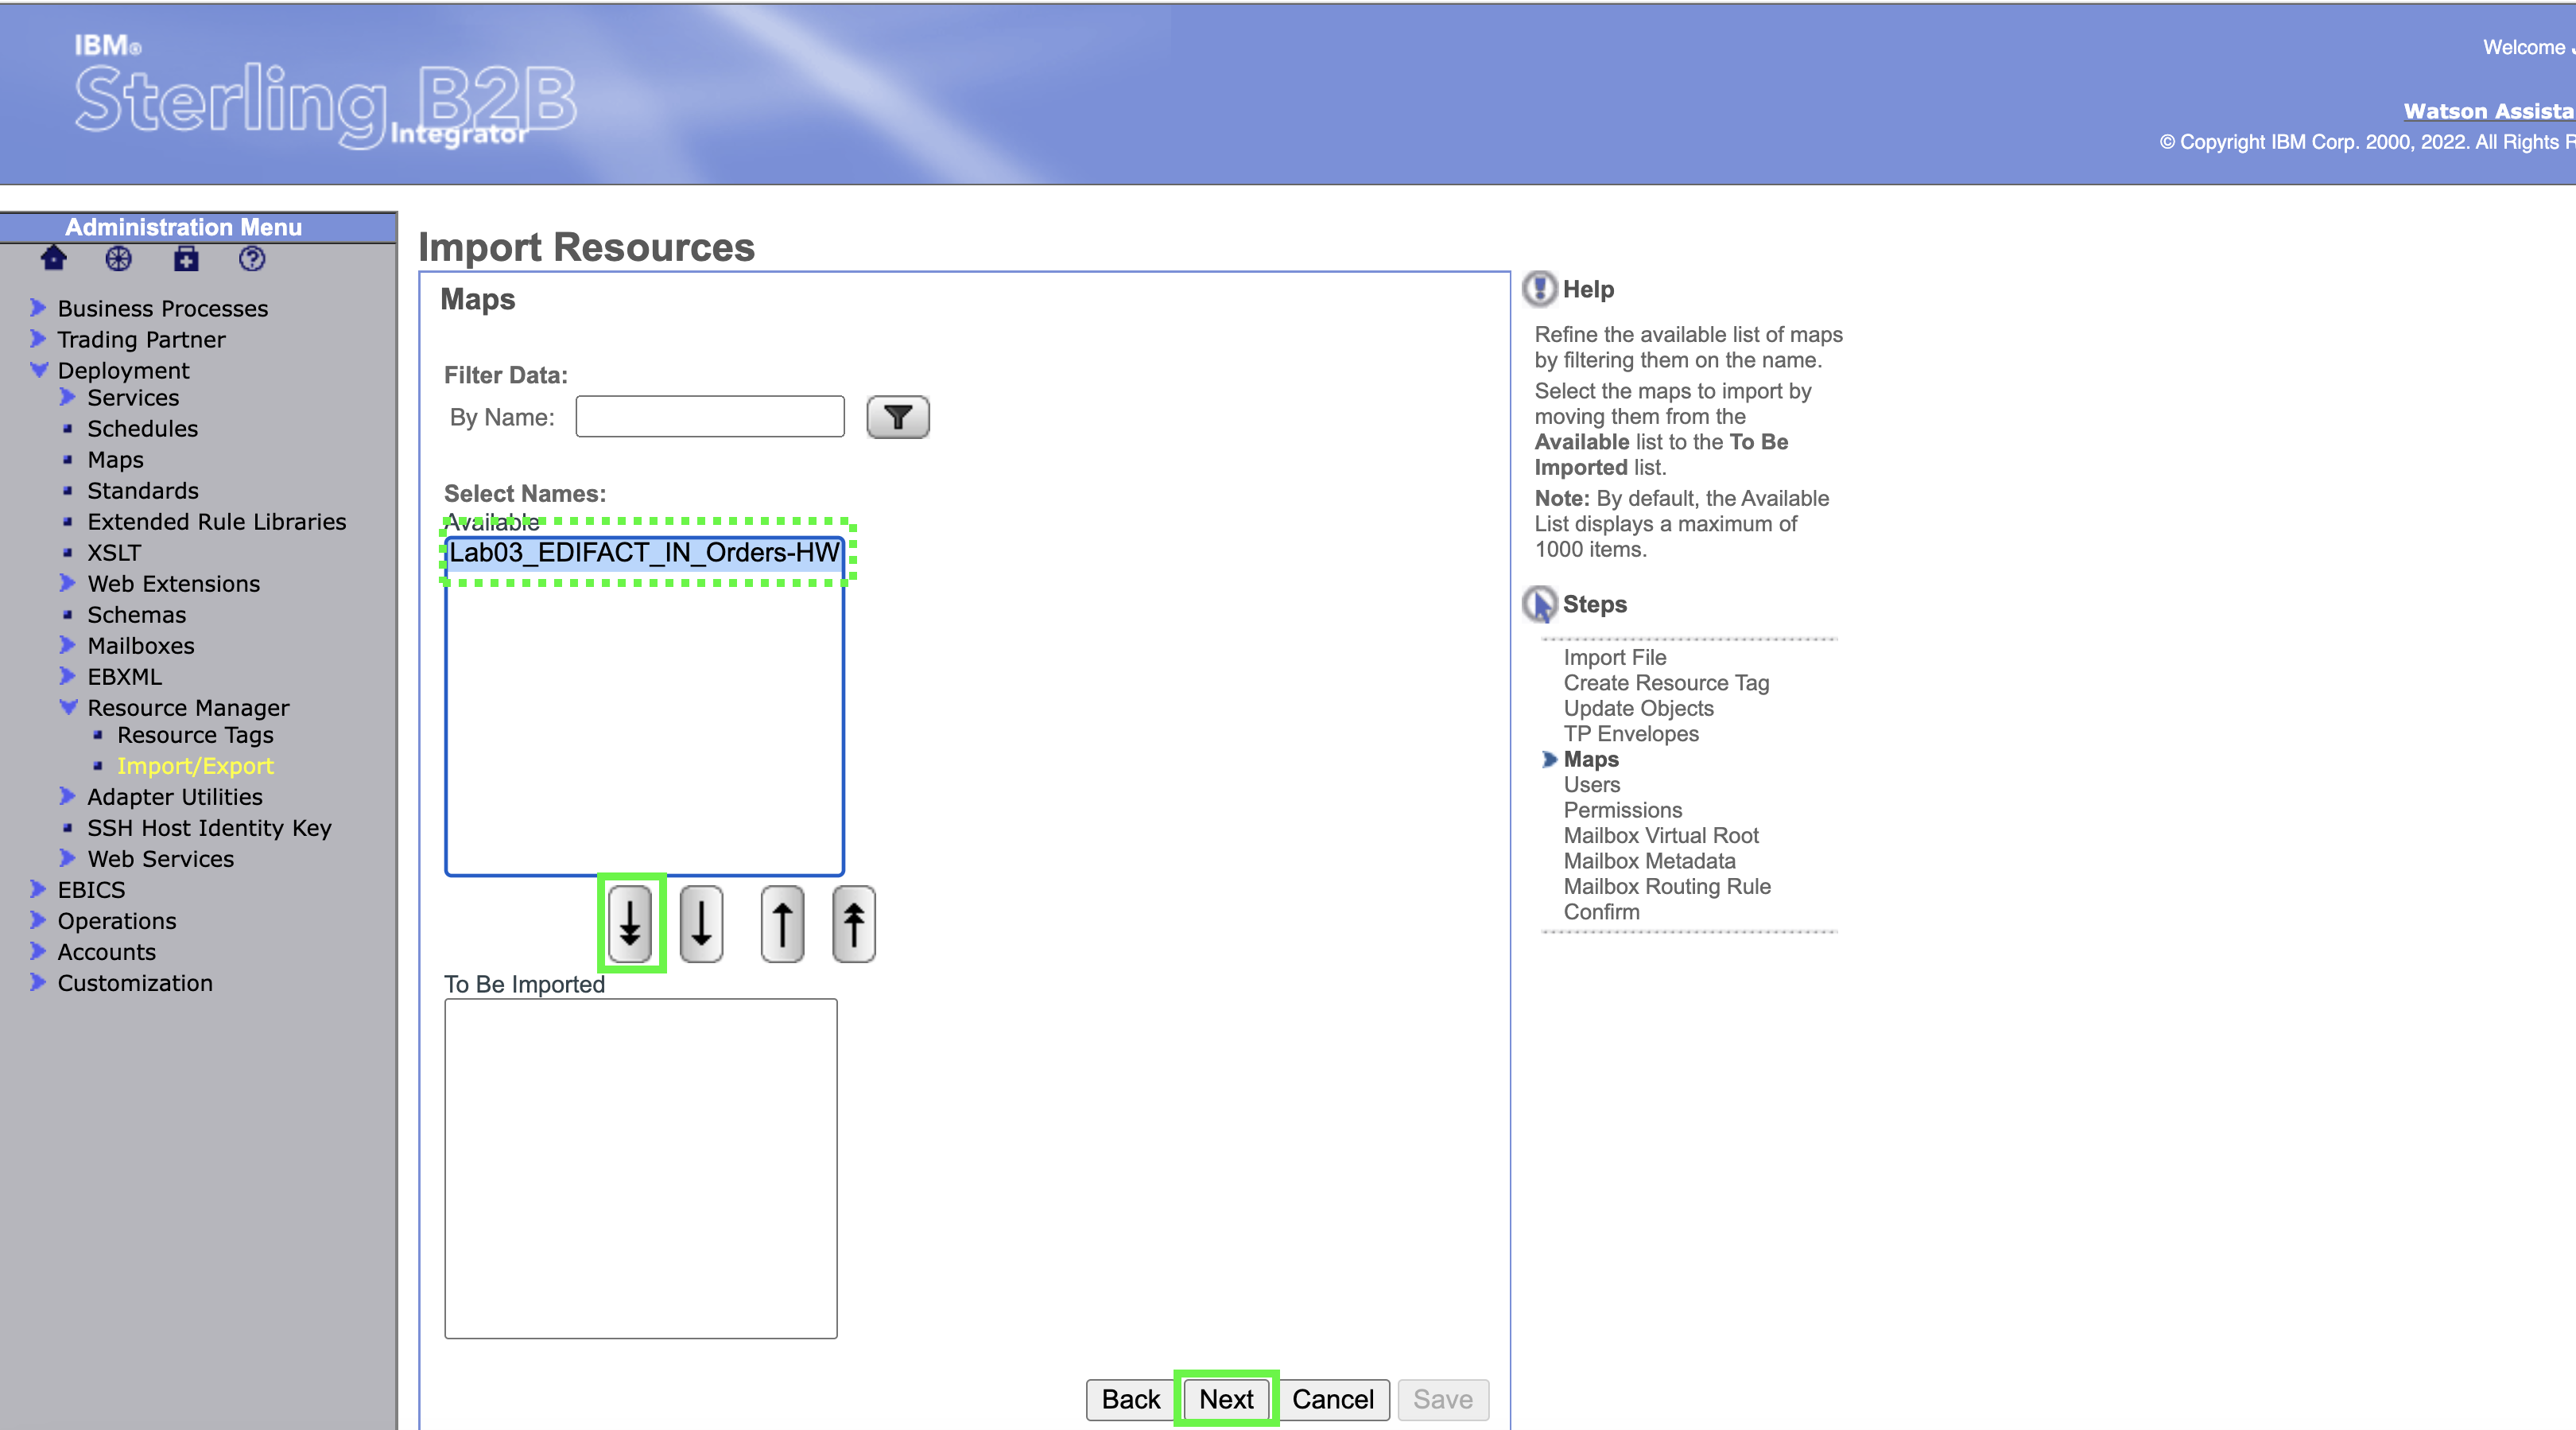 IBM®
Sterling B2B
Integrator
Welcome
Watson Assista
© Copyright IBM Corp. 2000, 2022. All Rights R
Administration Menu
Business Processes
Trading Partner
Deployment
Services
Schedules
Maps
Standards
Extended Rule Libraries
XSLT
Web Extensions
Schemas
Mailboxes
EBXML
Resource Manager
Resource Tags
Import/Export
Adapter Utilities
SSH Host Identity Key
Web Services
EBICS
Operations
Accounts
Customization
Import Resources
Maps
Filter Data:
By Name:
Select Names:
Available
Lab03_EDIFACT_IN_Orders-HW
To Be Imported
Back Next Cancel Save
Help
Refine the available list of maps
by filtering them on the name.
Select the maps to import by
moving them from the
Available list to the To Be
Imported list.
Note: By default, the Available
List displays a maximum of
1000 items.
Steps
Import File
Create Resource Tag
Update Objects
TP Envelopes
Maps
Users
Permissions
Mailbox Virtual Root
Mailbox Metadata
Mailbox Routing Rule
Confirm